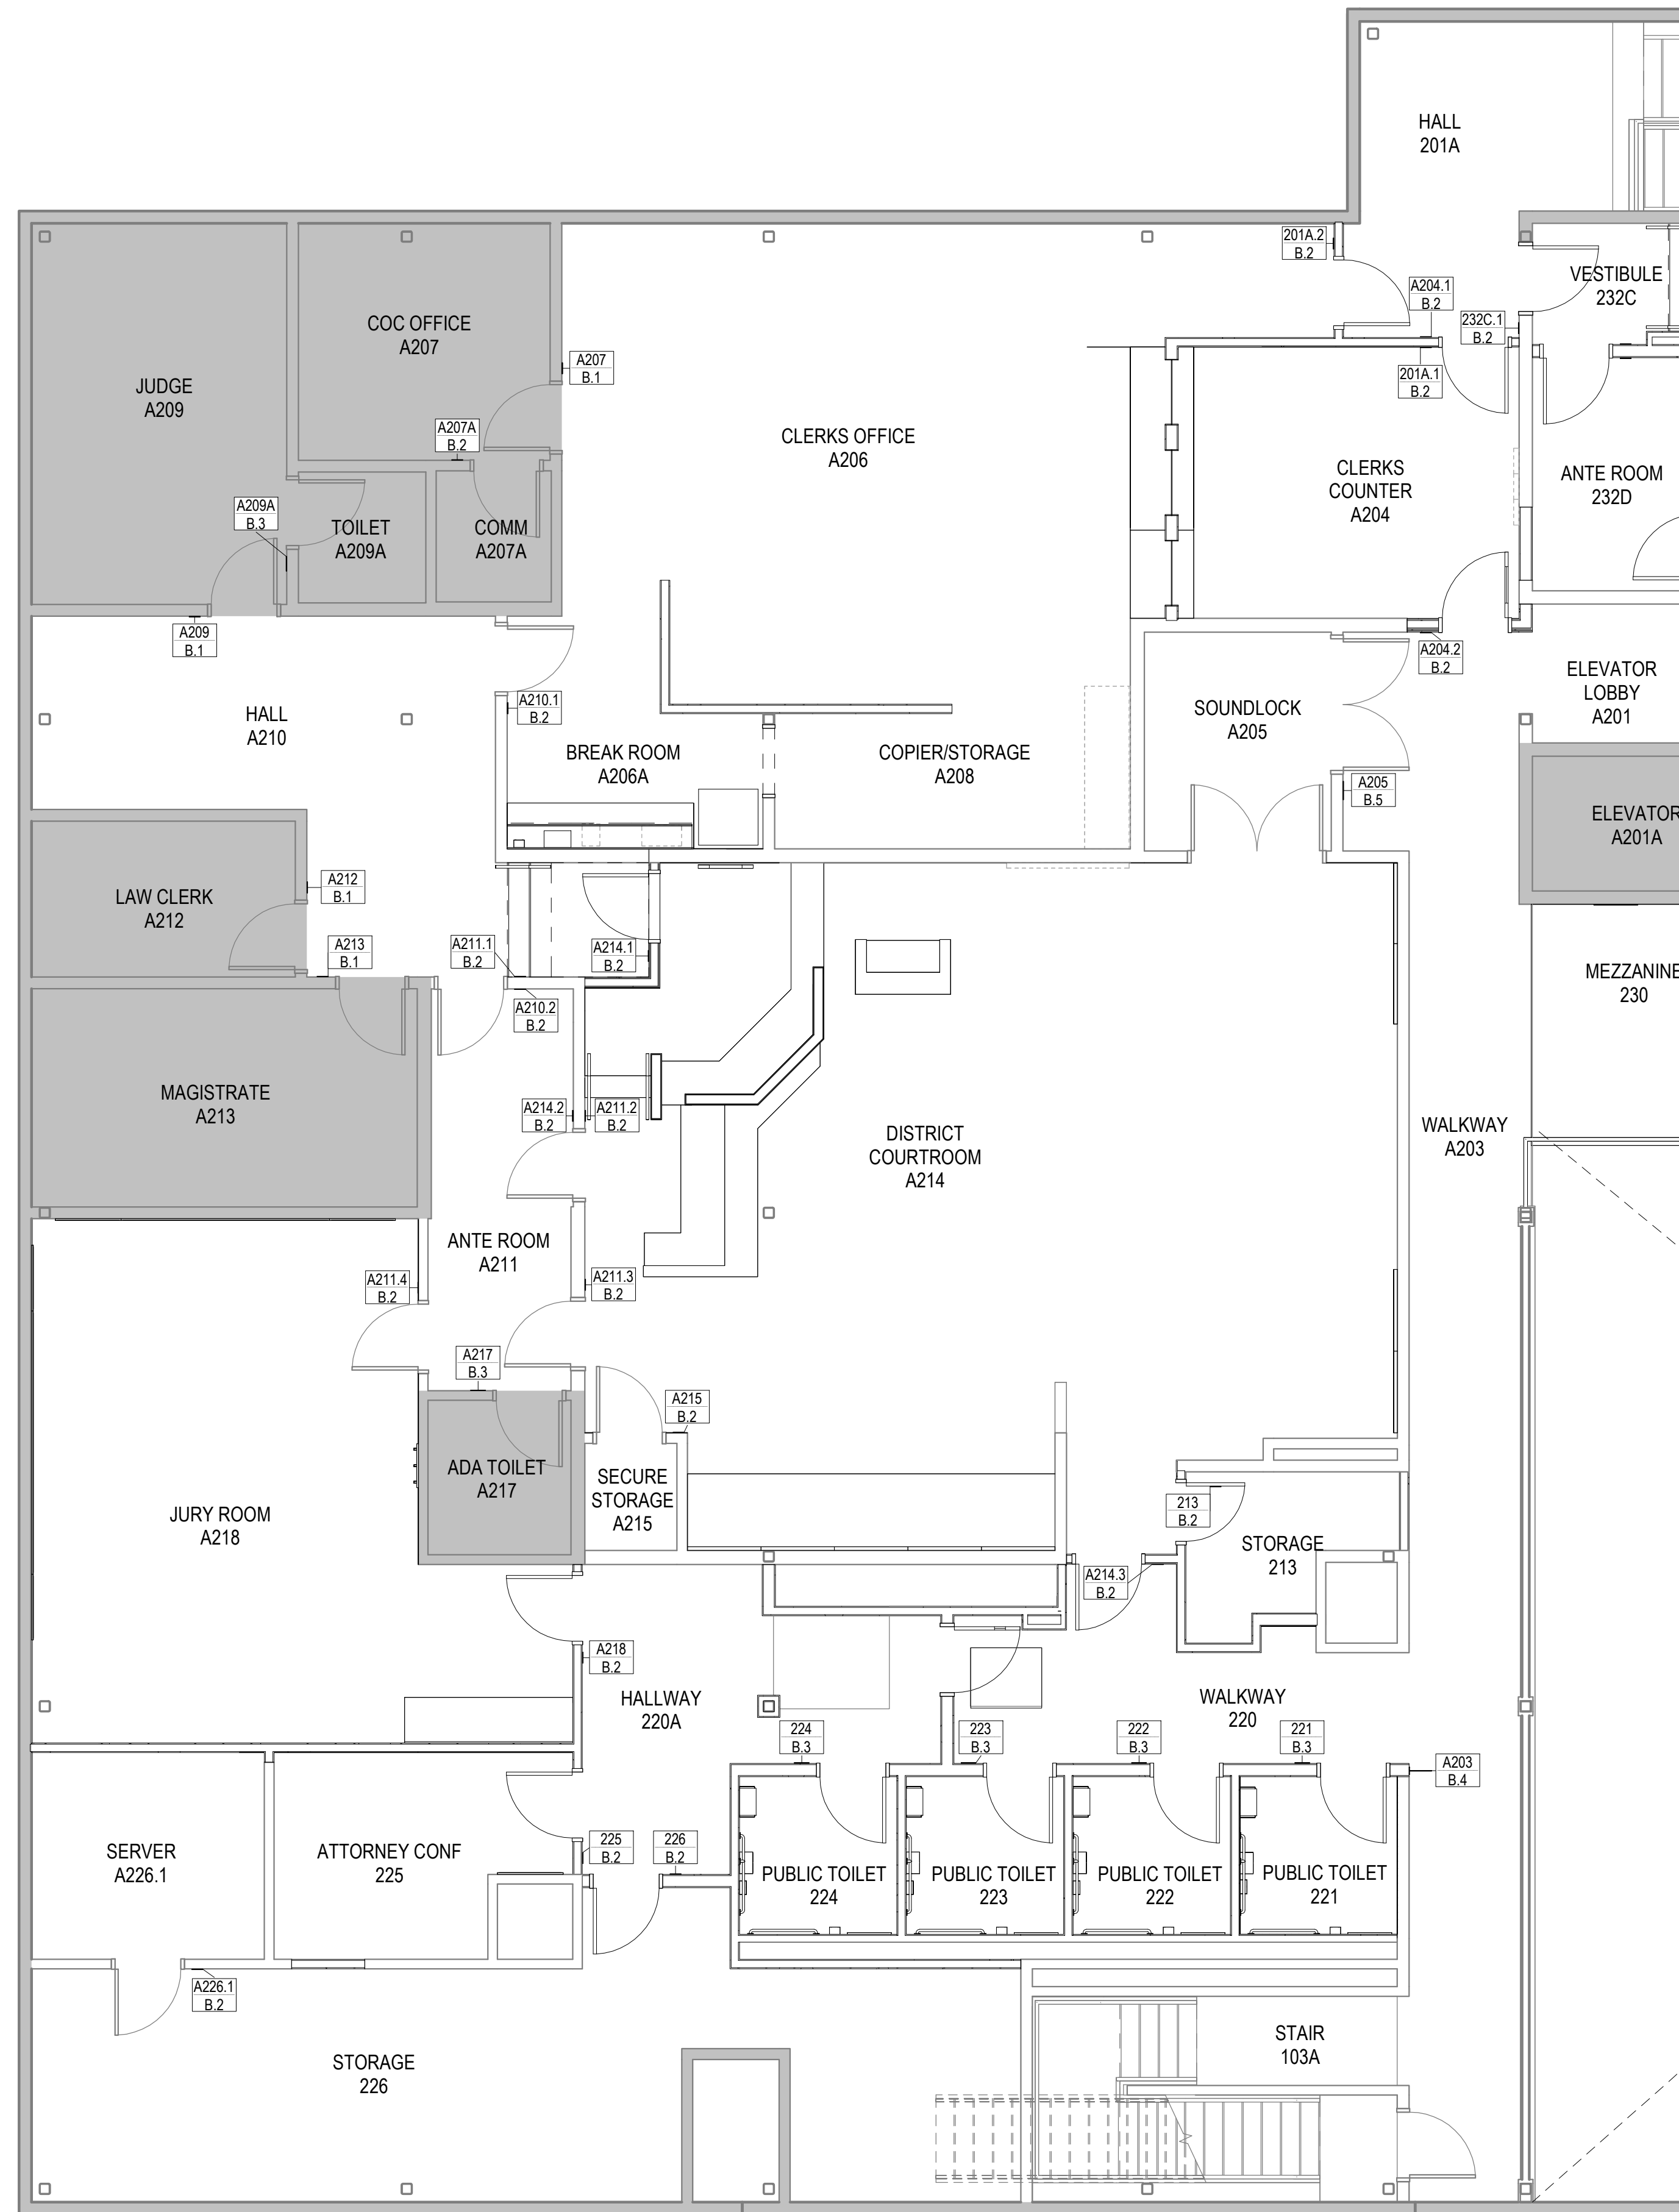 HALL
201A
201A.2
B.2
VESTIBULE
232C
A204.1
B.2
232C.1
B.2
COC OFFICE
A207
A207
B.1
JUDGE
A209
201A.1
B.2
A207A
B.2
CLERKS OFFICE
A206
CLERKS
COUNTER
A204
ANTE ROOM
232D
A209A
B.3
TOILET
A209A
COMM
A207A
A209
B.1
A204.2
B.2
ELEVATOR
LOBBY
A201
HALL
A210
A210.1
B.2
SOUNDLOCK
A205
BREAK ROOM
A206A
COPIER/STORAGE
A208
A205
B.5
ELEVATOR
A201A
LAW CLERK
A212
A212
B.1
A213
B.1
A211.1
B.2
A214.1
B.2
MEZZANINE
230
A210.2
B.2
MAGISTRATE
A213
A214.2
B.2
A211.2
B.2
DISTRICT
COURTROOM
A214
WALKWAY
A203
ANTE ROOM
A211
A211.4
B.2
A211.3
B.2
A217
B.3
A215
B.2
ADA TOILET
A217
SECURE
STORAGE
A215
213
B.2
JURY ROOM
A218
STORAGE
213
A214.3
B.2
A218
B.2
HALLWAY
220A
WALKWAY
220
224
B.3
223
B.3
222
B.3
221
B.3
A203
B.4
SERVER
A226.1
ATTORNEY CONF
225
225
B.2
226
B.2
PUBLIC TOILET
224
PUBLIC TOILET
223
PUBLIC TOILET
222
PUBLIC TOILET
221
A226.1
B.2
STAIR
103A
STORAGE
226